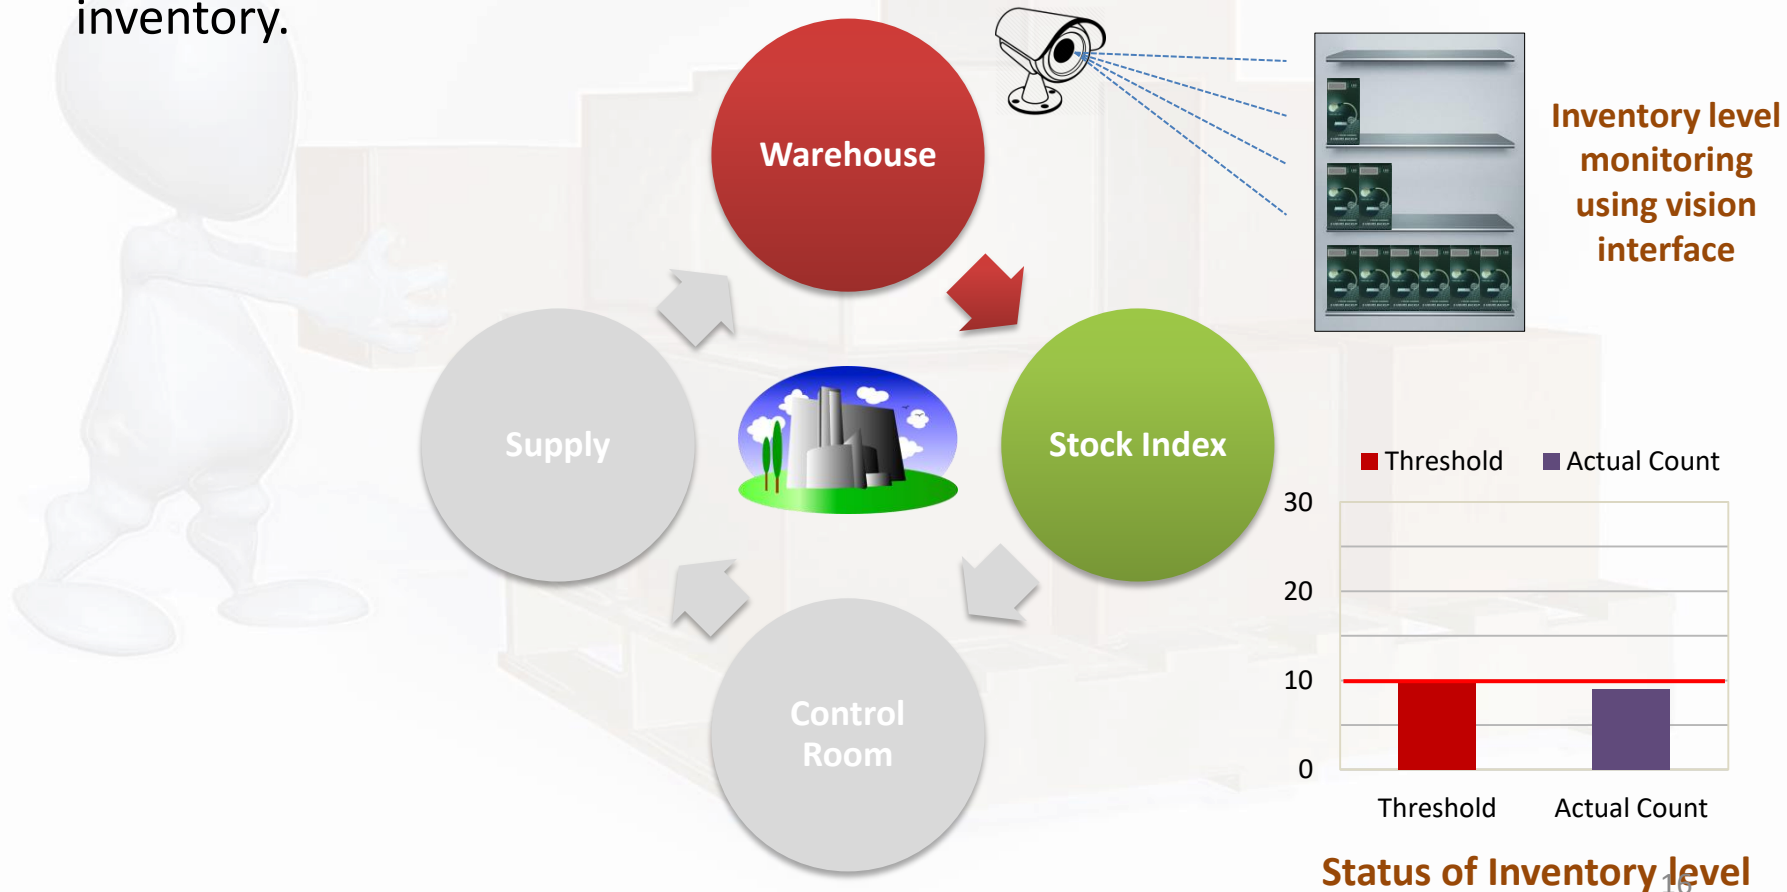 inventory.
Warehouse
Inventory level
monitoring
using vision
interface
Supply
Stock Index
Threshold
Actual Count
30
20
10
0
Threshold
Actual Count
Control
Room
Status of Inventory level
16